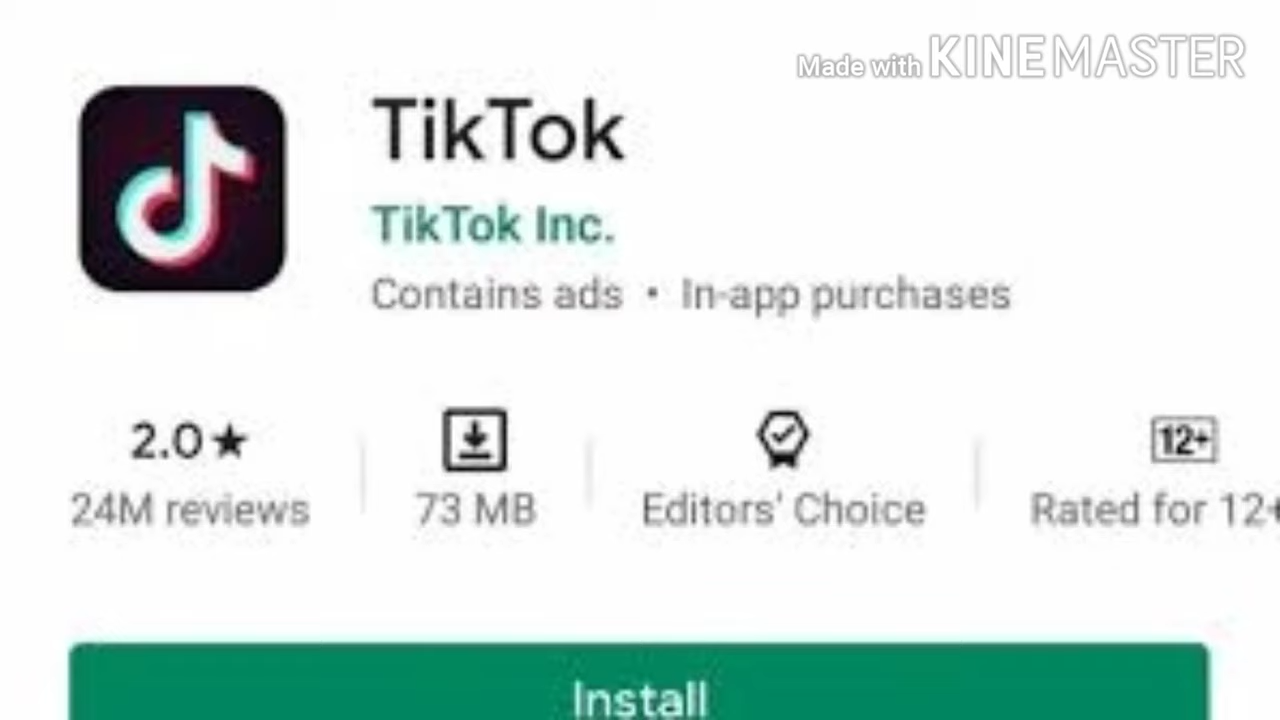 Made with KINEMASTER
TikTok
TikTok Inc.
Contains ads • In-app purchases
2.0★
24M reviews
73 MB
Editors' Choice
12+
Rated for 12+
Install